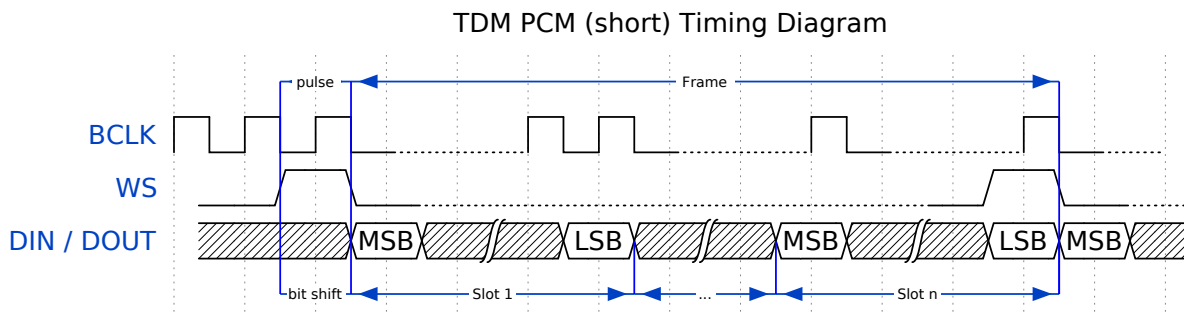 TDM PCM (short) Timing Diagram
pulse Frame
BCLK
WS
DIN / DOUT MSB LSB MSB LSB MSB
bit shift Slot 1 ... Slot n